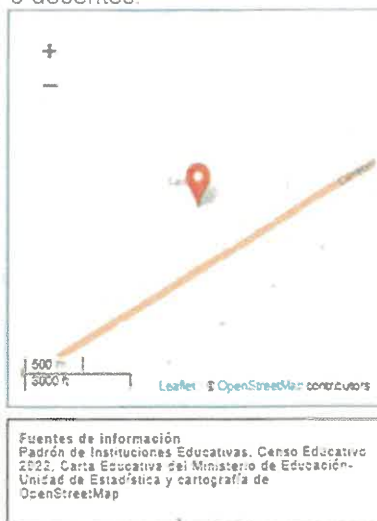 +
−
500 m
3000 ft
Leaflet | © OpenStreetMap contributors
Fuentes de información
Padrón de Instituciones Educativas, Censo Educativo
2022, Carta Educativa del Ministerio de Educación-
Unidad de Estadística y cartografía de
OpenStreetMap